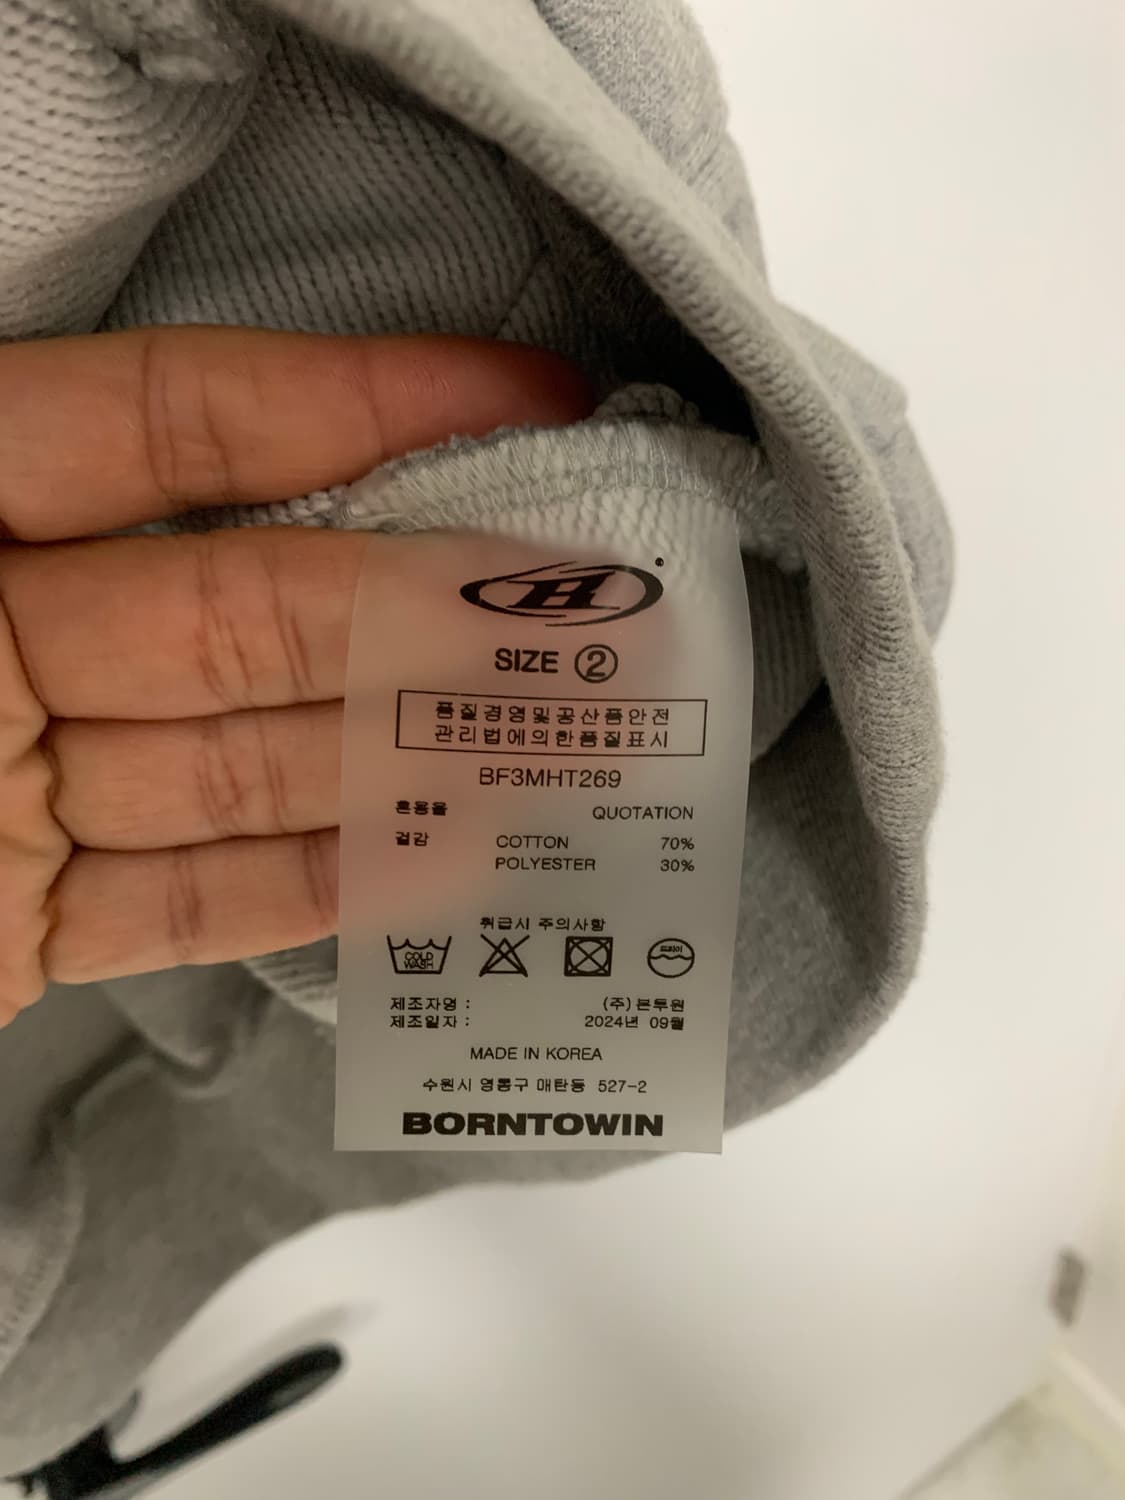 B
SIZE ②
품질경영및공산품안전
관리법에의한품질표시
BF3MHT269
혼용율 QUOTATION
겉감 COTTON 70%
POLYESTER 30%
취급시 주의사항
COLD
WASH
드라이
제조자명 : (주)본투윈
제조일자 : 2024년 09월
MADE IN KOREA
수원시 영통구 매탄동 527-2
BORNTOWIN